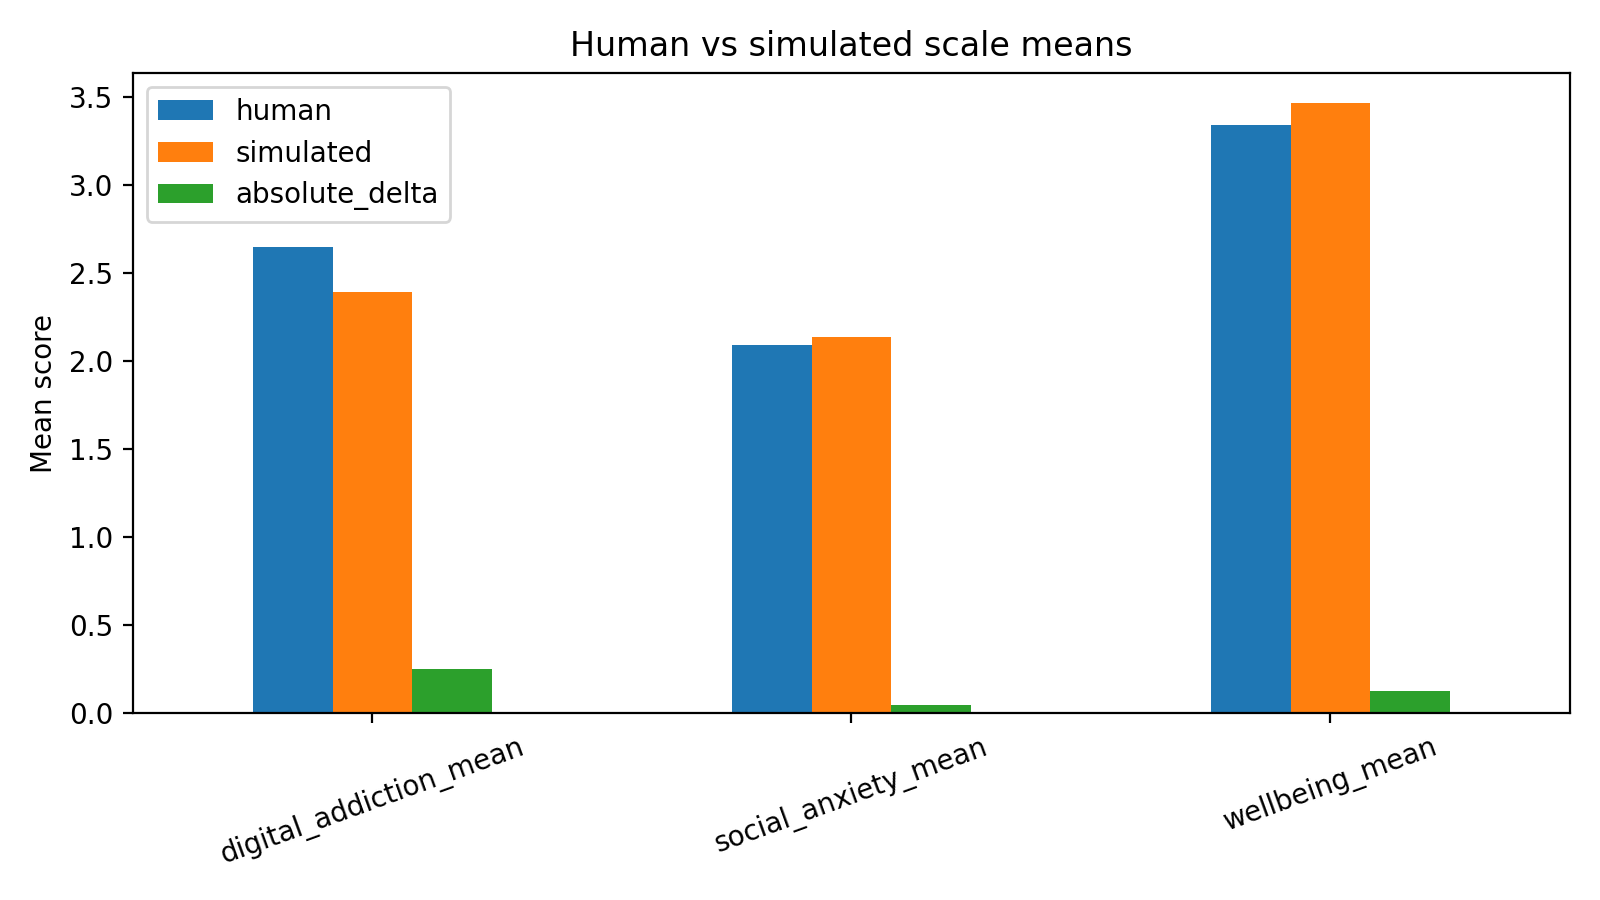 Human vs simulated scale means
human
simulated
absolute_delta
Mean score
3.5
3.0
2.5
2.0
1.5
1.0
0.5
0.0
digital_addiction_mean
social_anxiety_mean
wellbeing_mean